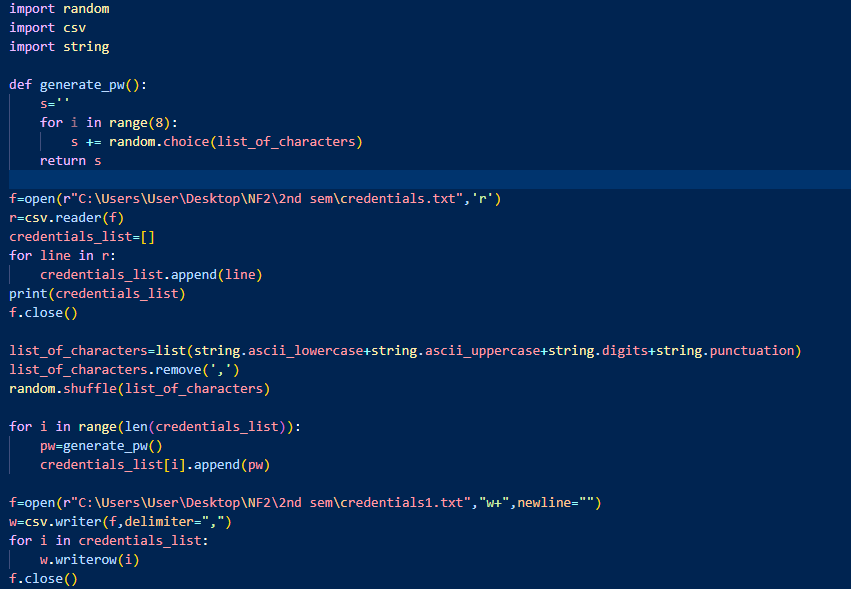 import random
import csv
import string
def generate_pw():
    s=''
    for i in range(8):
        s += random.choice(list_of_characters)
    return s
f=open(r"C:\Users\User\Desktop\NF2\2nd sem\credentials.txt",'r')
r=csv.reader(f)
credentials_list=[]
for line in r:
    credentials_list.append(line)
print(credentials_list)
f.close()
list_of_characters=list(string.ascii_lowercase+string.ascii_uppercase+string.digits+string.punctuation)
list_of_characters.remove(',')
random.shuffle(list_of_characters)
for i in range(len(credentials_list)):
    pw=generate_pw()
    credentials_list[i].append(pw)
f=open(r"C:\Users\User\Desktop\NF2\2nd sem\credentials1.txt","w+",newline="")
w=csv.writer(f,delimiter=",")
for i in credentials_list:
    w.writerow(i)
f.close()